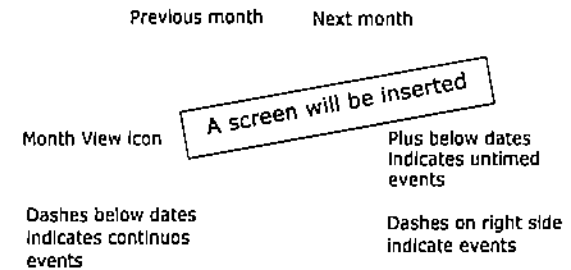 Previous month
Next month
A screen will be inserted
Month View icon
Plus below dates
Indicates untimed
events
Dashes below dates
indicates continuos
events
Dashes on right side
indicate events